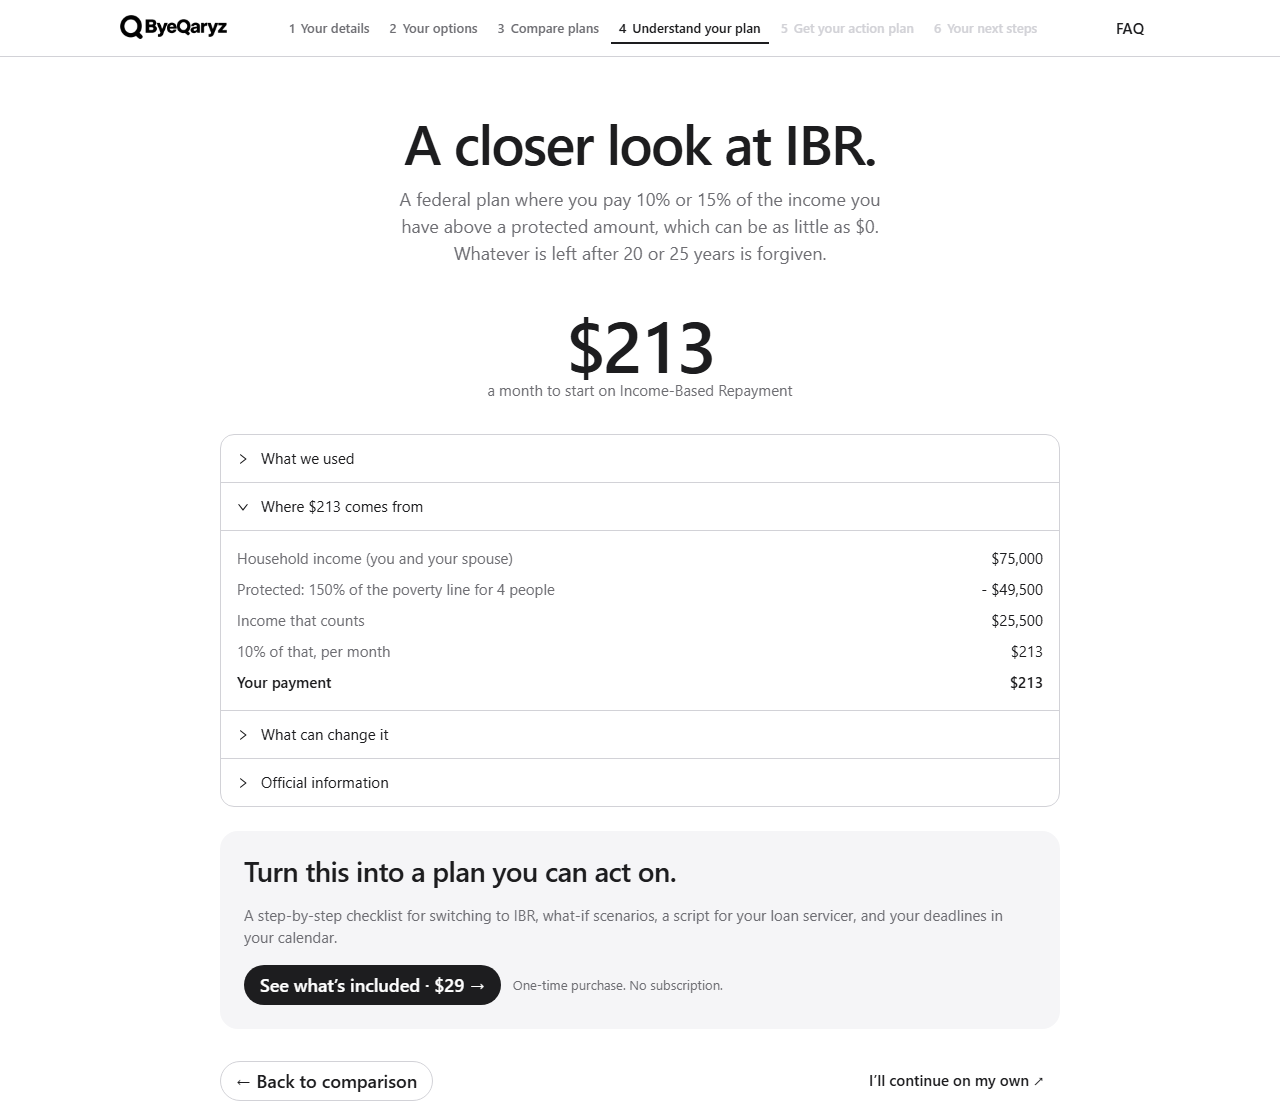 ByeQaryz
1 Your details
2 Your options
3 Compare plans
4 Understand your plan
5 Get your action plan
6 Your next steps
FAQ
A closer look at IBR.
A federal plan where you pay 10% or 15% of the income you
have above a protected amount, which can be as little as $0.
Whatever is left after 20 or 25 years is forgiven.
$213
a month to start on Income-Based Repayment
What we used
Where $213 comes from
Household income (you and your spouse) $75,000
Protected: 150% of the poverty line for 4 people - $49,500
Income that counts $25,500
10% of that, per month $213
Your payment $213
What can change it
Official information
Turn this into a plan you can act on.
A step-by-step checklist for switching to IBR, what-if scenarios, a script for your loan servicer, and your deadlines in
your calendar.
See what’s included · $29 →
One-time purchase. No subscription.
← Back to comparison
I’ll continue on my own ↗